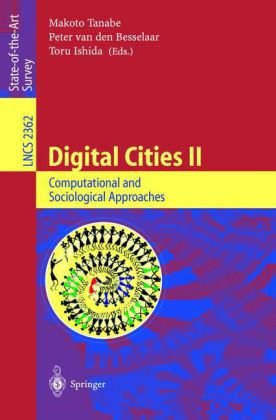 Makoto Tanabe
Peter van den Besselaar
Toru Ishida (Eds.)
State-of-the-Art
Survey
LNCS 2362
Digital Cities II
Computational and
Sociological Approaches
Springer